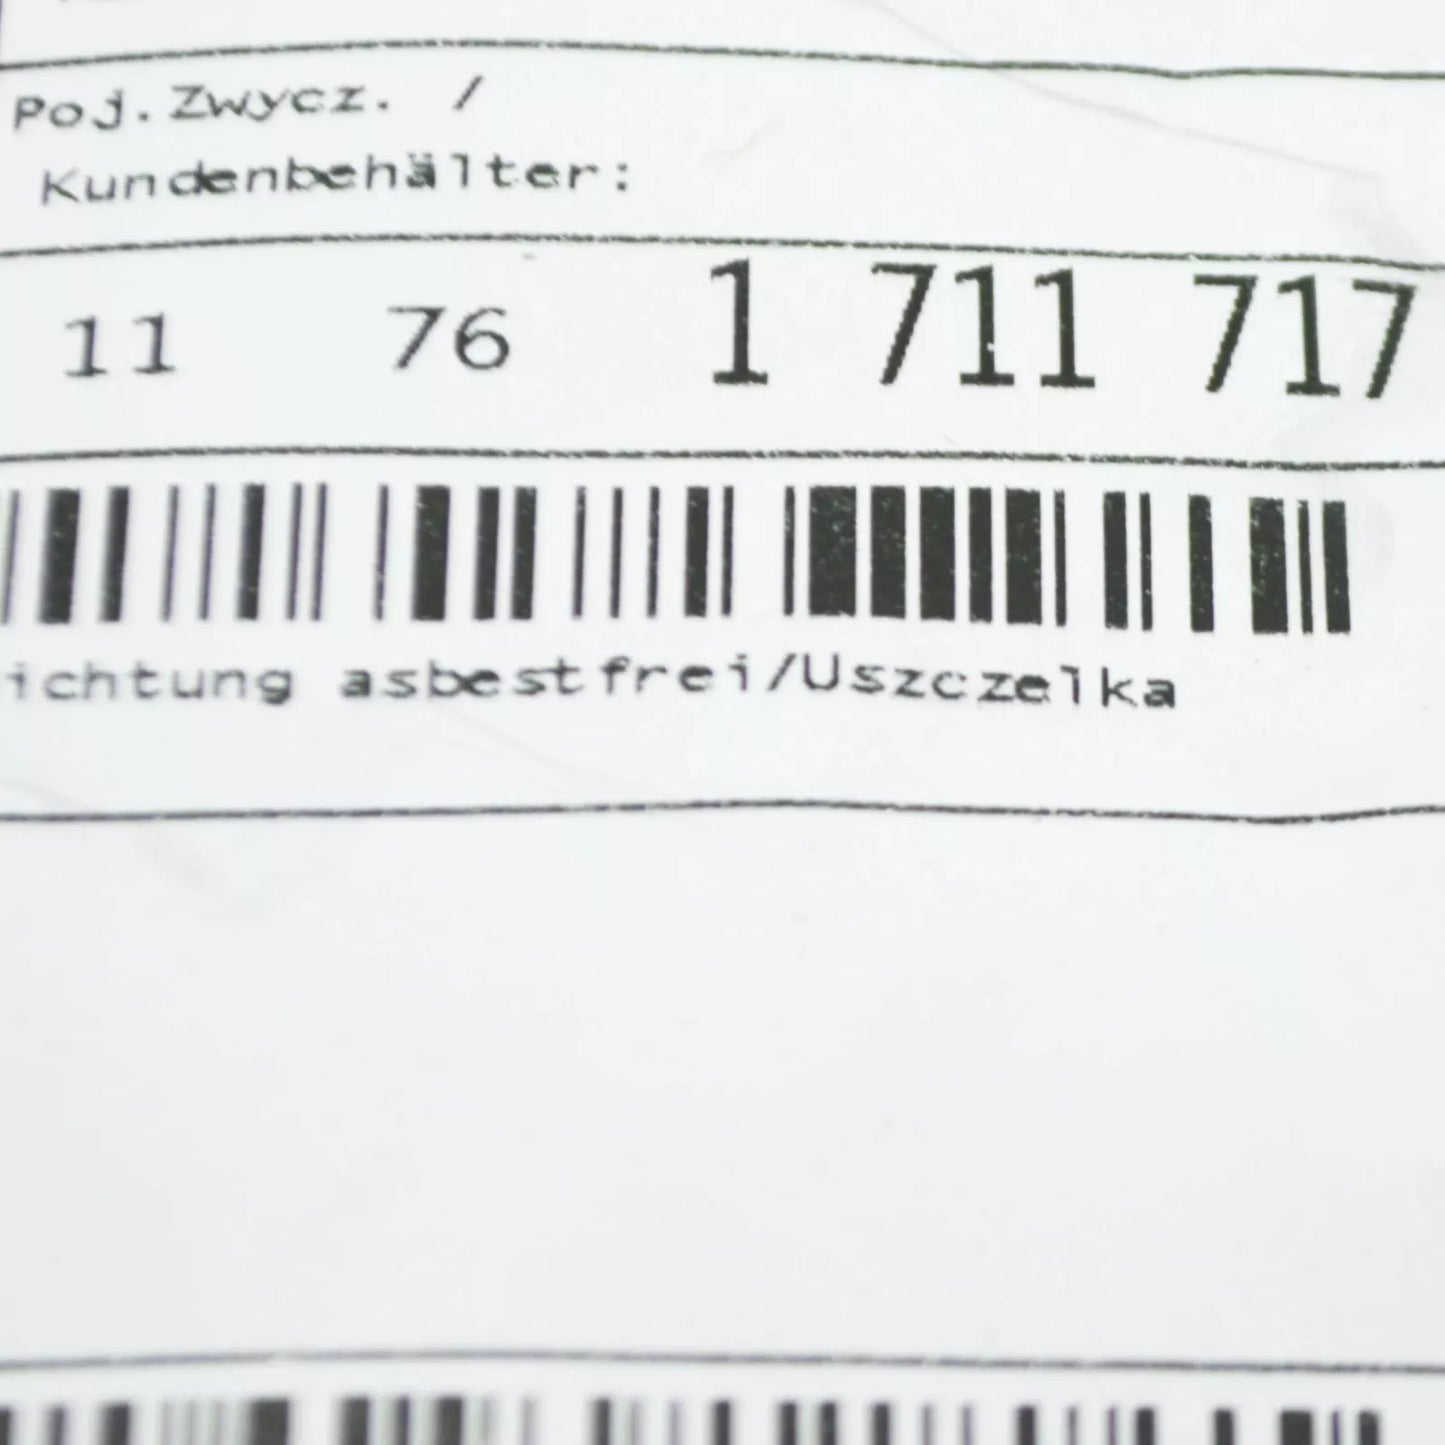 Poj.Zwycz. /
Kundenbehälter:
11 76 1 711 717
ichtung asbestfrei/Uszczelka